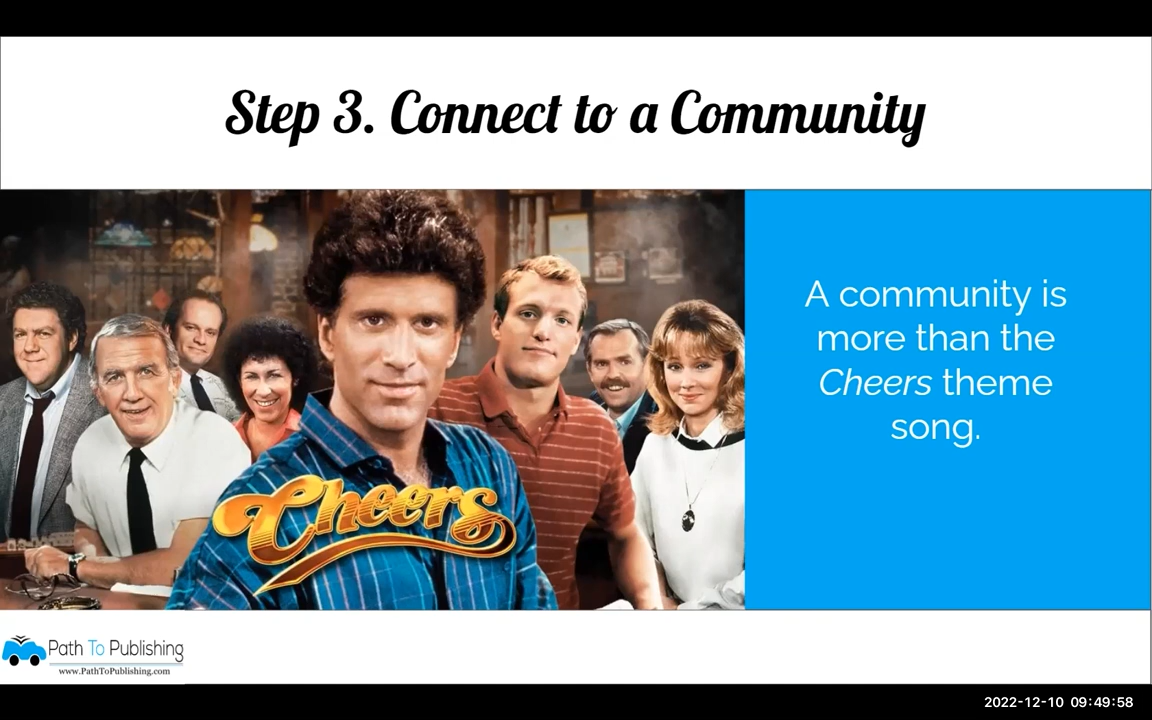 Step 3. Connect to a Community
A community is
more than the
Cheers theme
song.
Cheers
Path To Publishing
www.PathToPublishing.com
2022-12-10 09:49:58